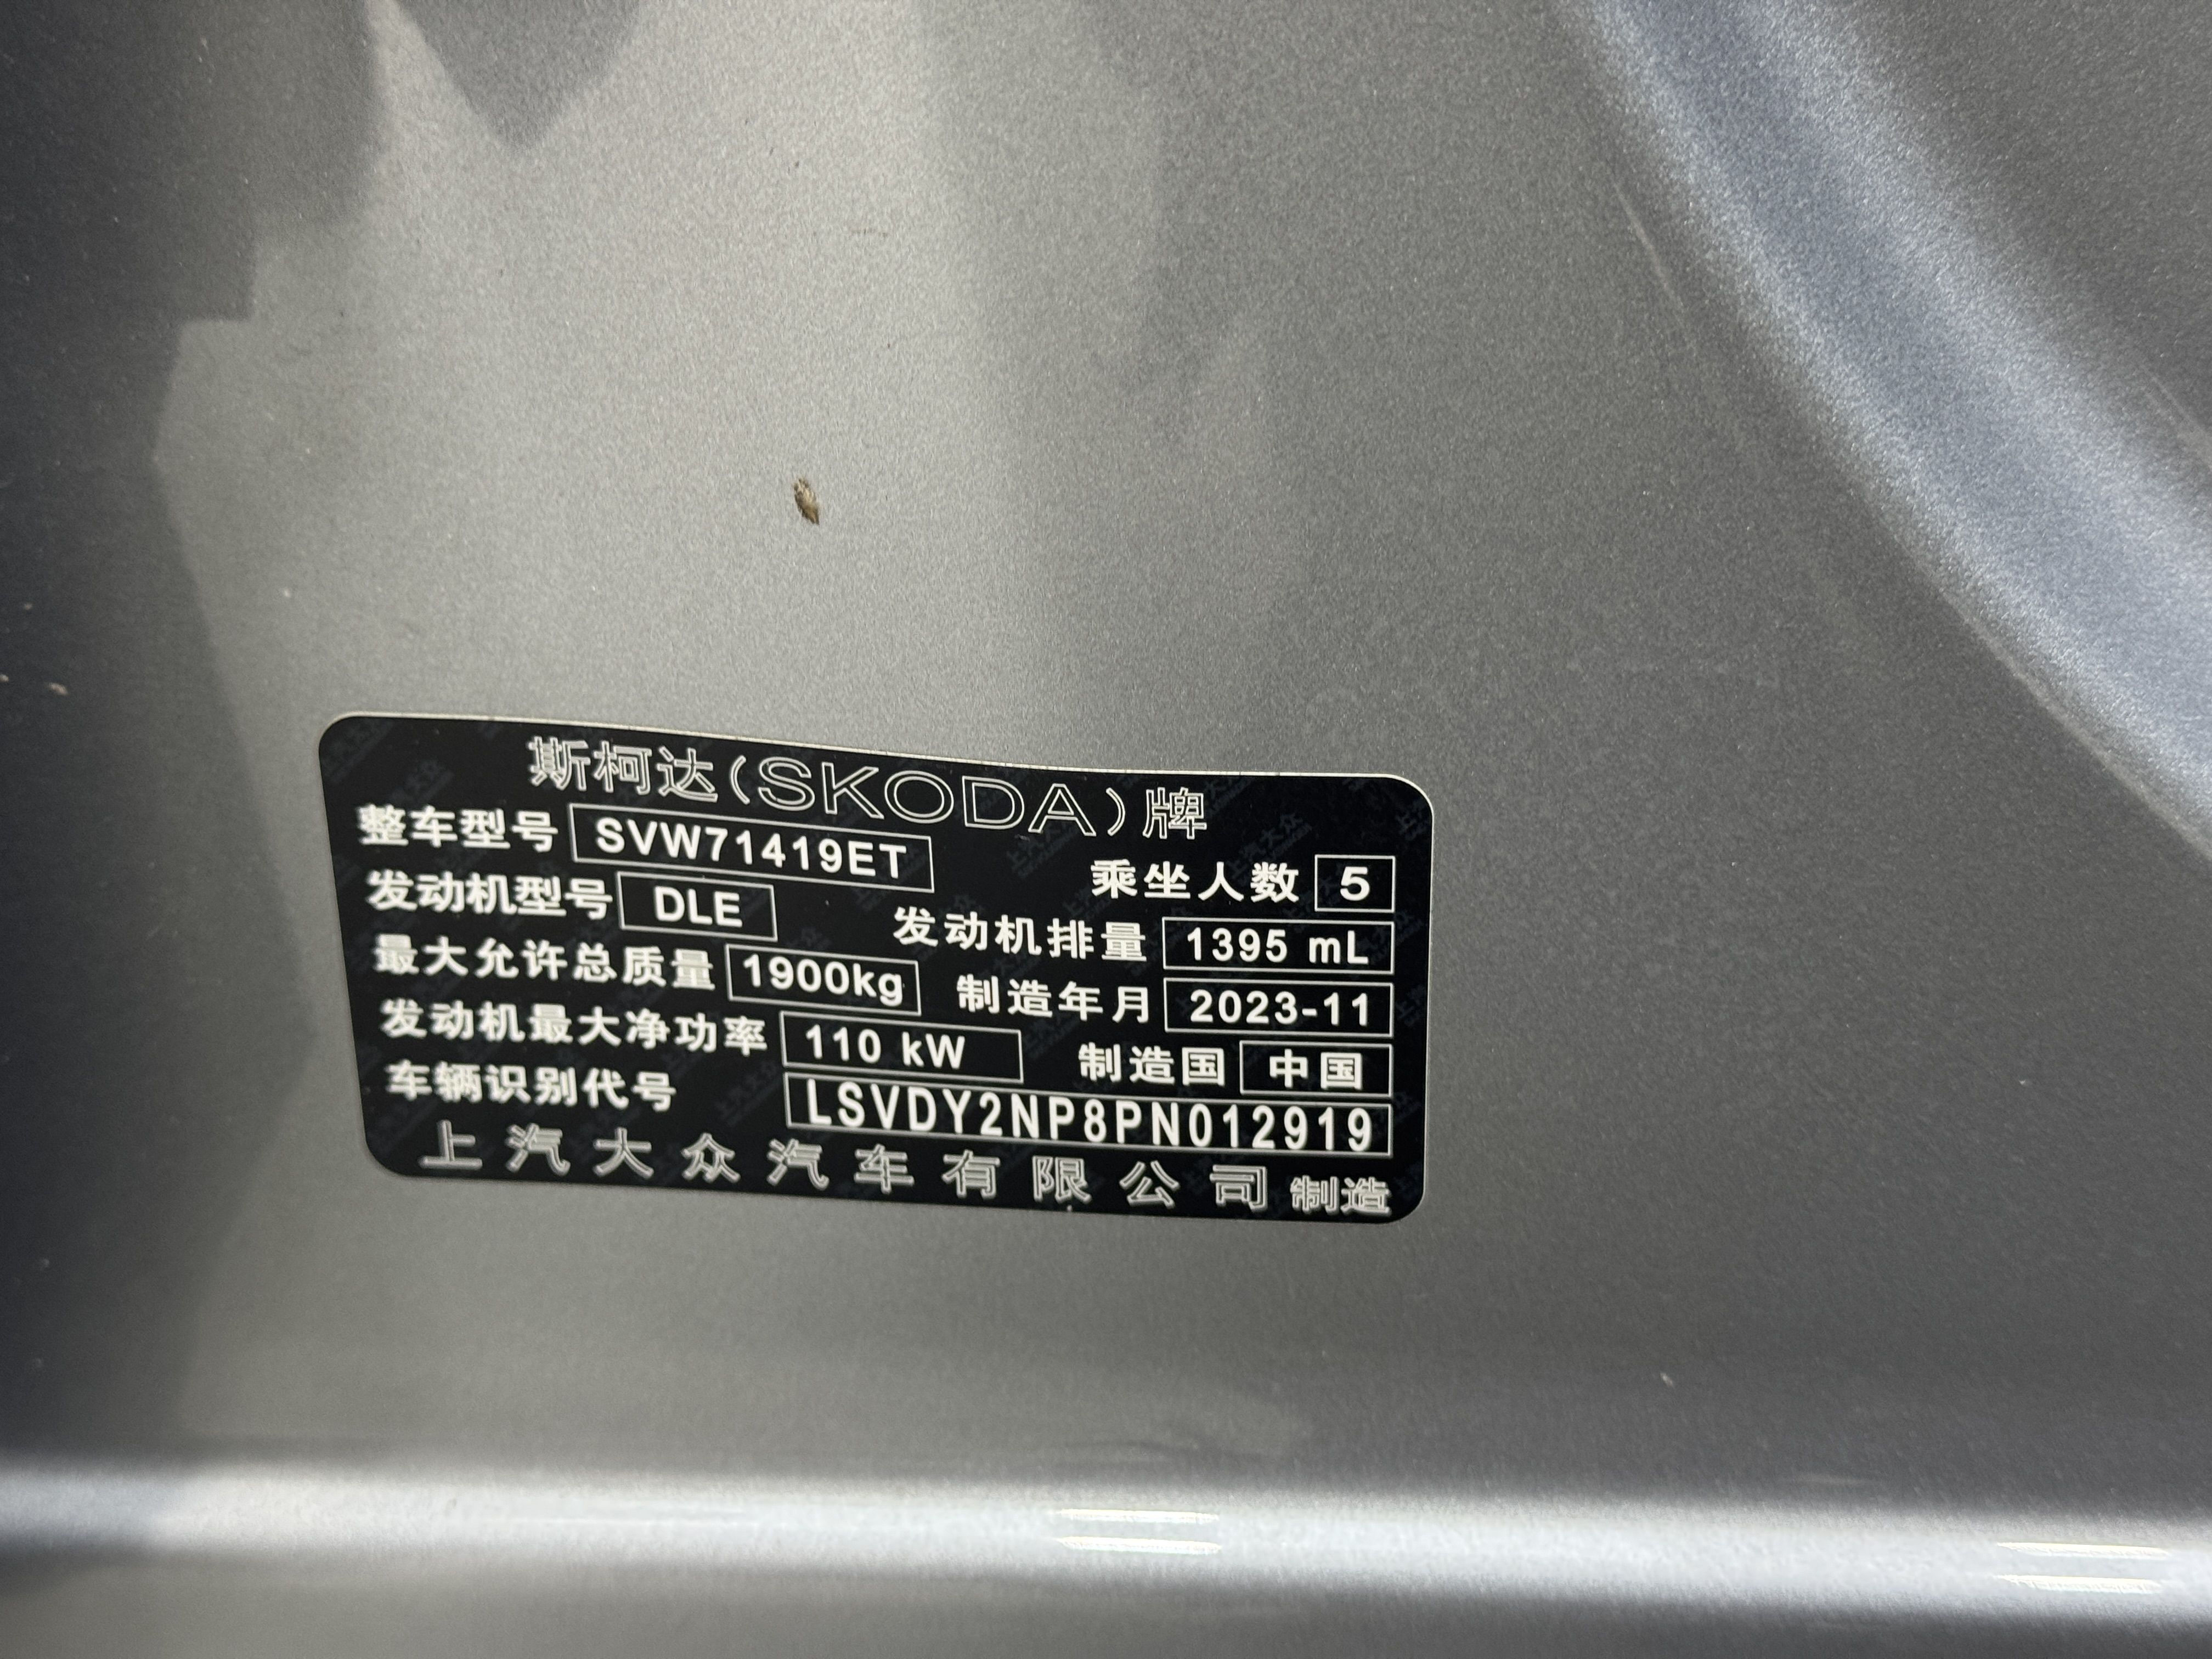 斯柯达(SKODA)牌
整车型号 SVW71419ET 乘坐人数 5
发动机型号 DLE 发动机排量 1395 mL
最大允许总质量 1900kg 制造年月 2023-11
发动机最大净功率 110 kW 制造国 中国
车辆识别代号 LSVDY2NP8PN012919
上汽大众汽车有限公司 制造